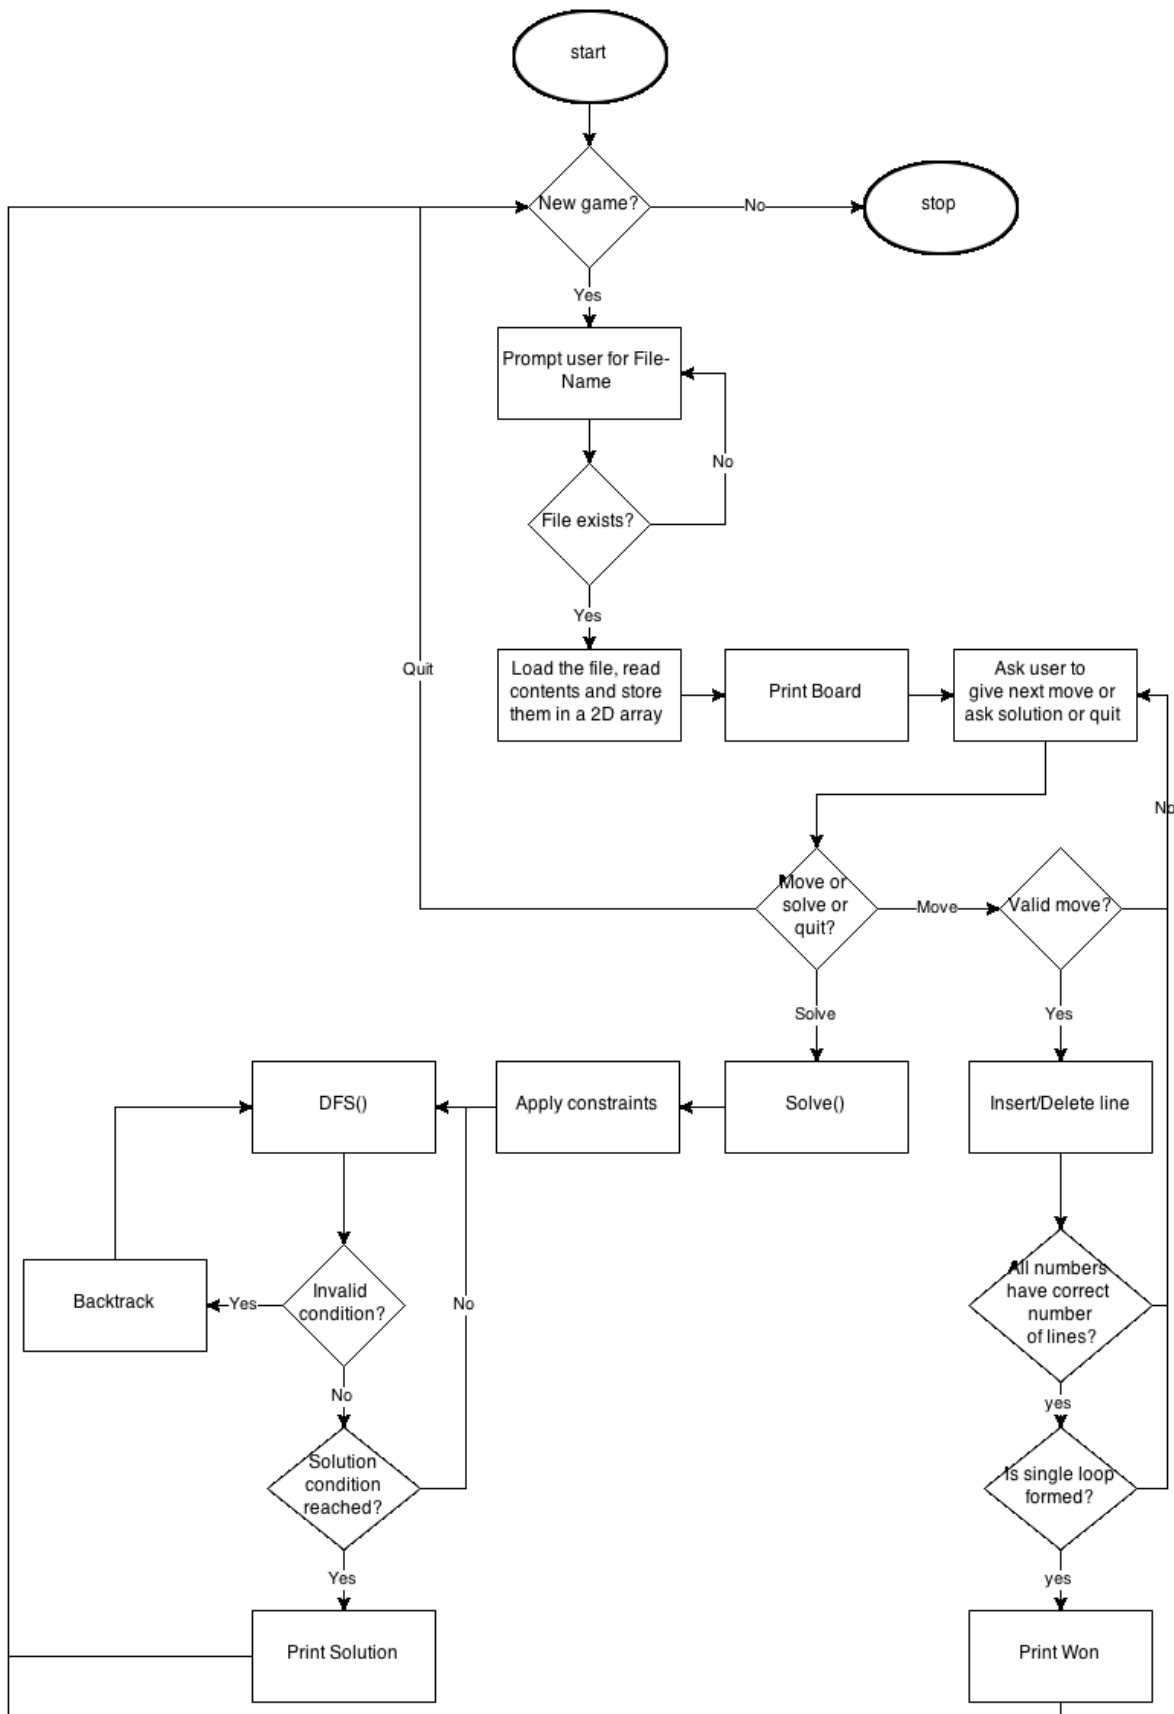 start
New game?
No
stop
Yes
Prompt user for File-
Name
No
File exists?
Yes
Quit
Load the file, read
contents and store
them in a 2D array
Print Board
Ask user to
give next move or
ask solution or quit
No
Move or
solve or
quit?
Move
Valid move?
Solve
Yes
DFS()
Apply constraints
Solve()
Insert/Delete line
Backtrack
Yes
Invalid
condition?
No
All numbers
have correct
number
of lines?
No
yes
Solution
condition
reached?
Is single loop
formed?
Yes
yes
Print Solution
Print Won